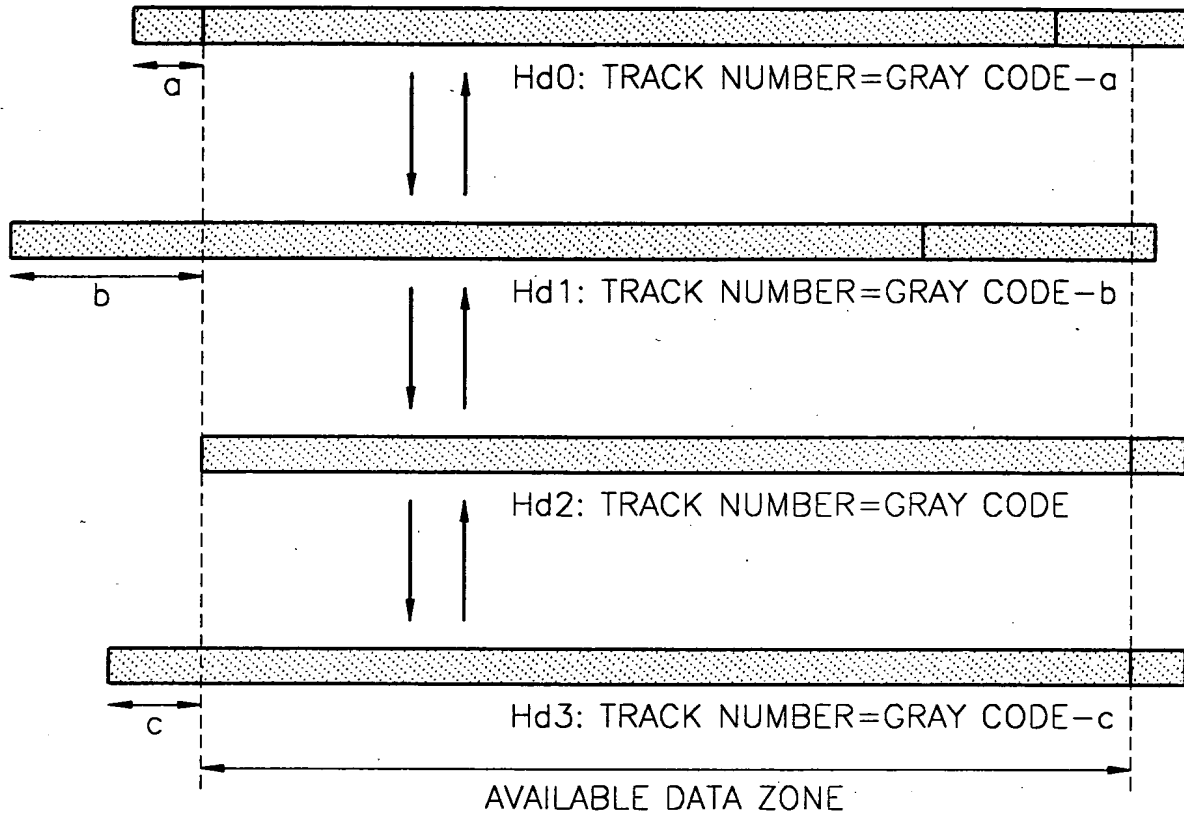 a
Hd0: TRACK NUMBER=GRAY CODE-a
b
Hd1: TRACK NUMBER=GRAY CODE-b
Hd2: TRACK NUMBER=GRAY CODE
c
Hd3: TRACK NUMBER=GRAY CODE-c
AVAILABLE DATA ZONE